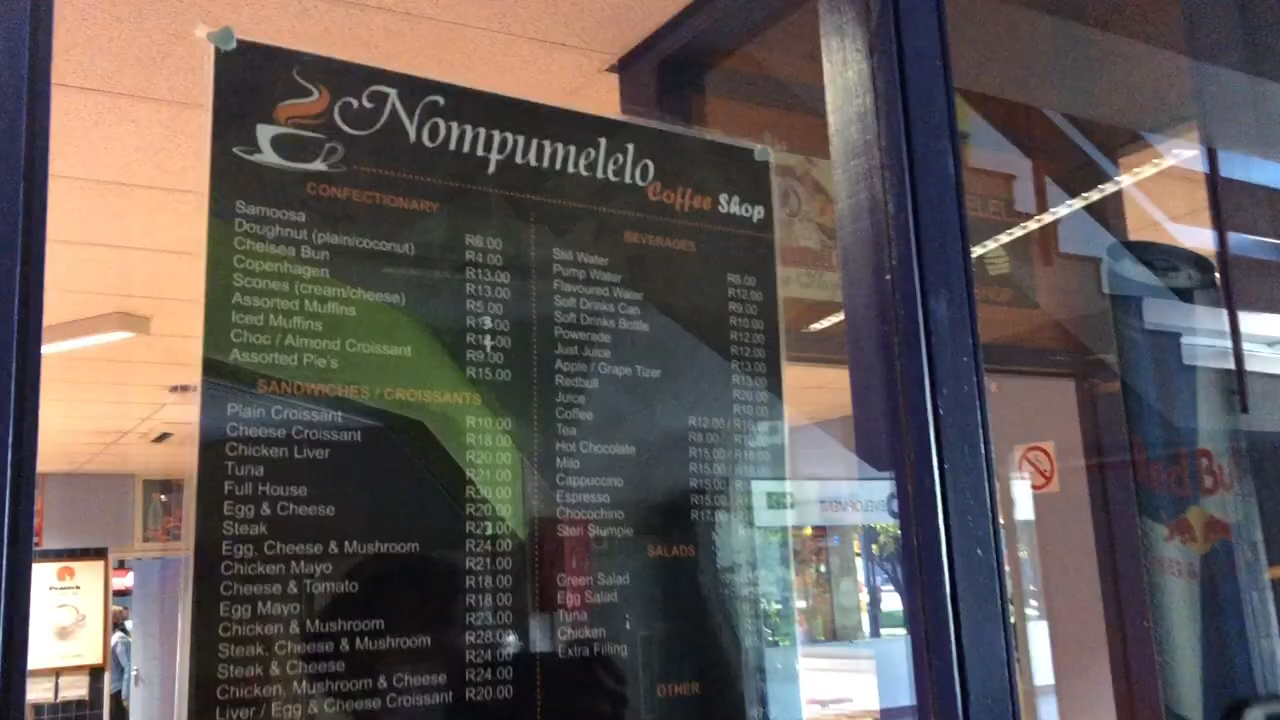 Nompumelelo
Coffee Shop
CONFECTIONARY
Samoosa R6.00
Doughnut (plain/coconut) R4.00
Chelsea Bun R13.00
Copenhagen R13.00
Scones (cream/cheese) R5.00
Assorted Muffins R13.00
Iced Muffins R14.00
Choc / Almond Croissant R9.00
Assorted Pie's R15.00
SANDWICHES / CROISSANTS
Plain Croissant R10.00
Cheese Croissant R18.00
Chicken Liver R20.00
Tuna R21.00
Full House R30.00
Egg & Cheese R20.00
Steak R23.00
Egg, Cheese & Mushroom R24.00
Chicken Mayo R21.00
Cheese & Tomato R18.00
Egg Mayo R18.00
Chicken & Mushroom R23.00
Steak, Cheese & Mushroom R28.00
Steak & Cheese R24.00
Chicken, Mushroom & Cheese R24.00
Liver / Egg & Cheese Croissant R20.00
BEVERAGES
Still Water R8.00
Pump Water R12.00
Flavoured Water R9.00
Soft Drinks Can R10.00
Soft Drinks Bottle R12.00
Powerade R12.00
Just Juice R13.00
Apple / Grape Tizer R13.00
Redbull
Juice R10.00
Coffee R12.00 /
Tea R8.00 /
Hot Chocolate R15.00 / R18.00
Milo R15.00 /
Cappuccino R15.00 /
Espresso R15.00 /
Chocochino R17.00 /
Steri Stumpie
SALADS
Green Salad
Egg Salad
Tuna
Chicken
Extra Filling
OTHER
Red Bu